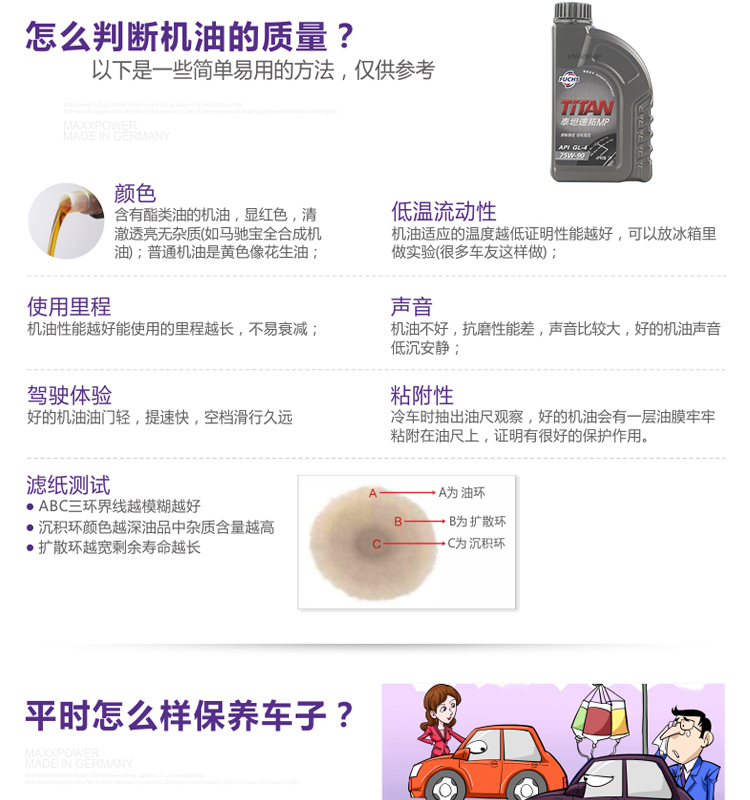 怎么判断机油的质量？
以下是一些简单易用的方法，仅供参考
MAXXPOWER
MADE IN GERMANY
FUCHS
TITAN
泰坦速拓MP
API GL-4
75W-90
颜色
含有酯类油的机油，显红色，清
澈透亮无杂质(如马驰宝全合成机
油)；普通机油是黄色像花生油；
低温流动性
机油适应的温度越低证明性能越好，可以放冰箱里
做实验(很多车友这样做)；
使用里程
机油性能越好能使用的里程越长，不易衰减；
声音
机油不好，抗磨性能差，声音比较大，好的机油声音
低沉安静；
驾驶体验
好的机油油门轻，提速快，空档滑行久远
粘附性
冷车时抽出油尺观察，好的机油会有一层油膜牢牢
粘附在油尺上，证明有很好的保护作用。
滤纸测试
● ABC三环界线越模糊越好
● 沉积环颜色越深油品中杂质含量越高
● 扩散环越宽剩余寿命越长
A A为 油环
B B为 扩散环
C C为 沉积环
平时怎么样保养车子？
MAXXPOWER
MADE IN GERMANY